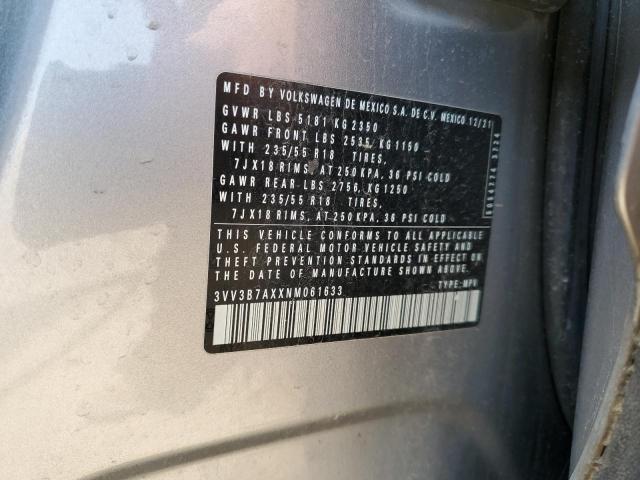 MFD BY VOLKSWAGEN DE MEXICO S.A. DE C.V. MEXICO 12/21
GVWR LBS 5181 KG 2350
GAWR FRONT LBS 2535, KG 1150
WITH 235/55 R18 TIRES,
7JX18 RIMS, AT 250 KPA, 36 PSI COLD
GAWR REAR LBS 2756, KG 1250
WITH 235/55 R18 TIRES,
7JX18 RIMS, AT 250 KPA, 36 PSI COLD
THIS VEHICLE CONFORMS TO ALL APPLICABLE
U.S. FEDERAL MOTOR VEHICLE SAFETY AND
THEFT PREVENTION STANDARDS IN EFFECT ON
THE DATE OF MANUFACTURE SHOWN ABOVE.
3VV3B7AXXNM061633 TYPE: MPV